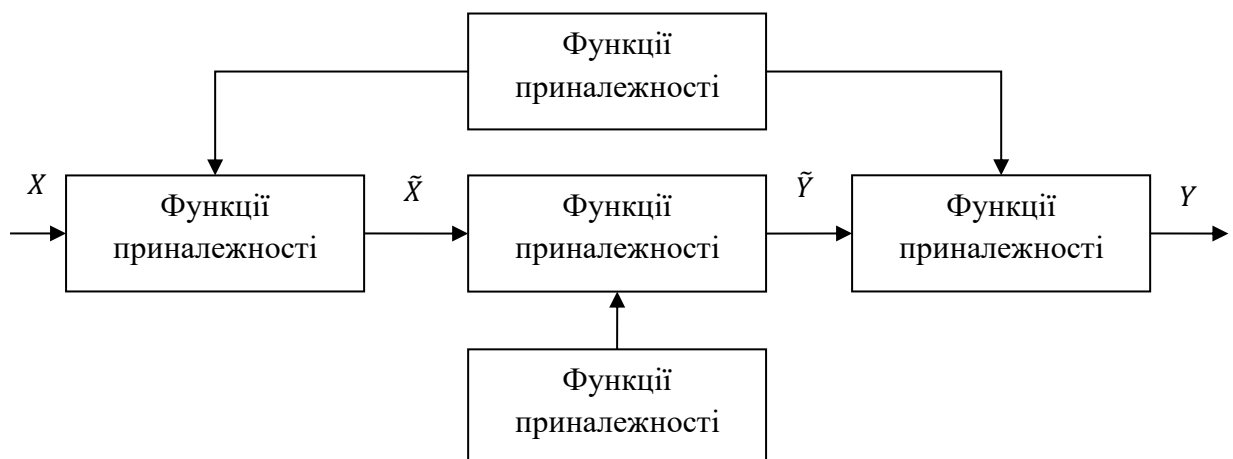 Функції
приналежності
X
Функції
приналежності
X̃
Функції
приналежності
Ỹ
Функції
приналежності
Y
Функції
приналежності